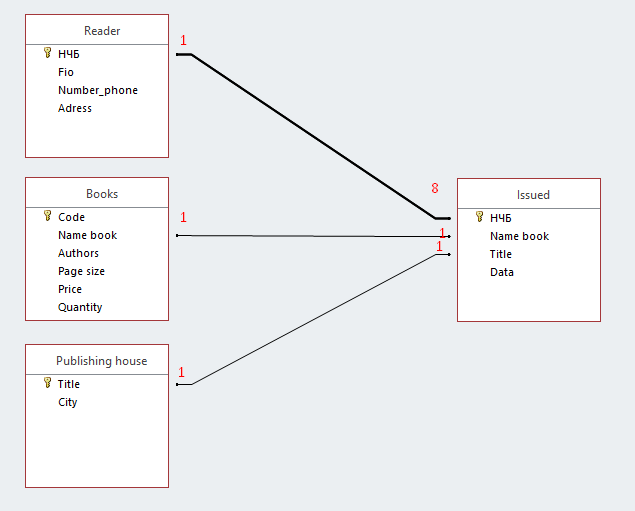 Reader
НЧБ
Fio
Number_phone
Adress
1
8
Books
Code
Name book
Authors
Page size
Price
Quantity
1
1
1
Issued
НЧБ
Name book
Title
Data
Publishing house
Title
City
1